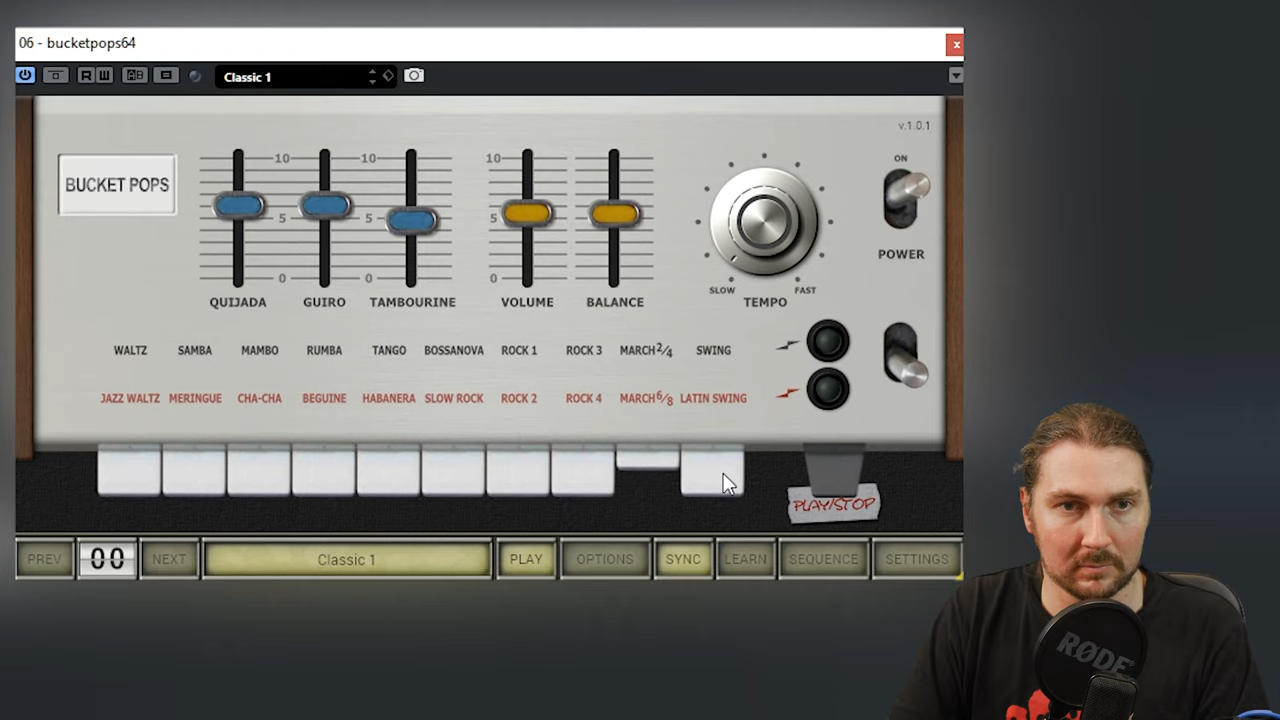 06 - bucketpops64
x
R W
Classic 1
v.1.0.1
BUCKET POPS
10 10 10
5 5 5
0 0 0
ON
POWER
QUIJADA GUIRO TAMBOURINE VOLUME BALANCE
SLOW FAST
TEMPO
WALTZ SAMBA MAMBO RUMBA TANGO BOSSANOVA ROCK 1 ROCK 3 MARCH 2/4 SWING
JAZZ WALTZ MERINGUE CHA-CHA BEGUINE HABANERA SLOW ROCK ROCK 2 ROCK 4 MARCH 6/8 LATIN SWING
PLAY/STOP
PREV 00 NEXT Classic 1 PLAY OPTIONS SYNC LEARN SEQUENCE SETTINGS
RØDE